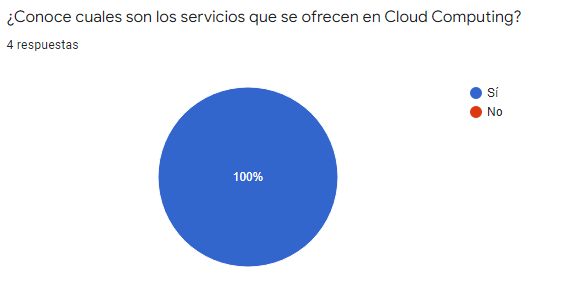 ¿Conoce cuales son los servicios que se ofrecen en Cloud Computing?
4 respuestas
Sí
No
100%